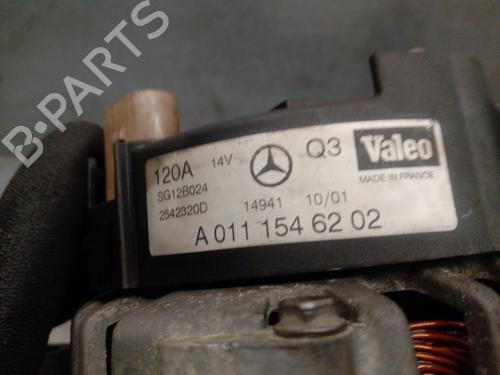 B-PARTS
120A 14V Q3 Valeo
SG12B024 MADE IN FRANCE
2542320D 14941 10/01
A 011 154 62 02